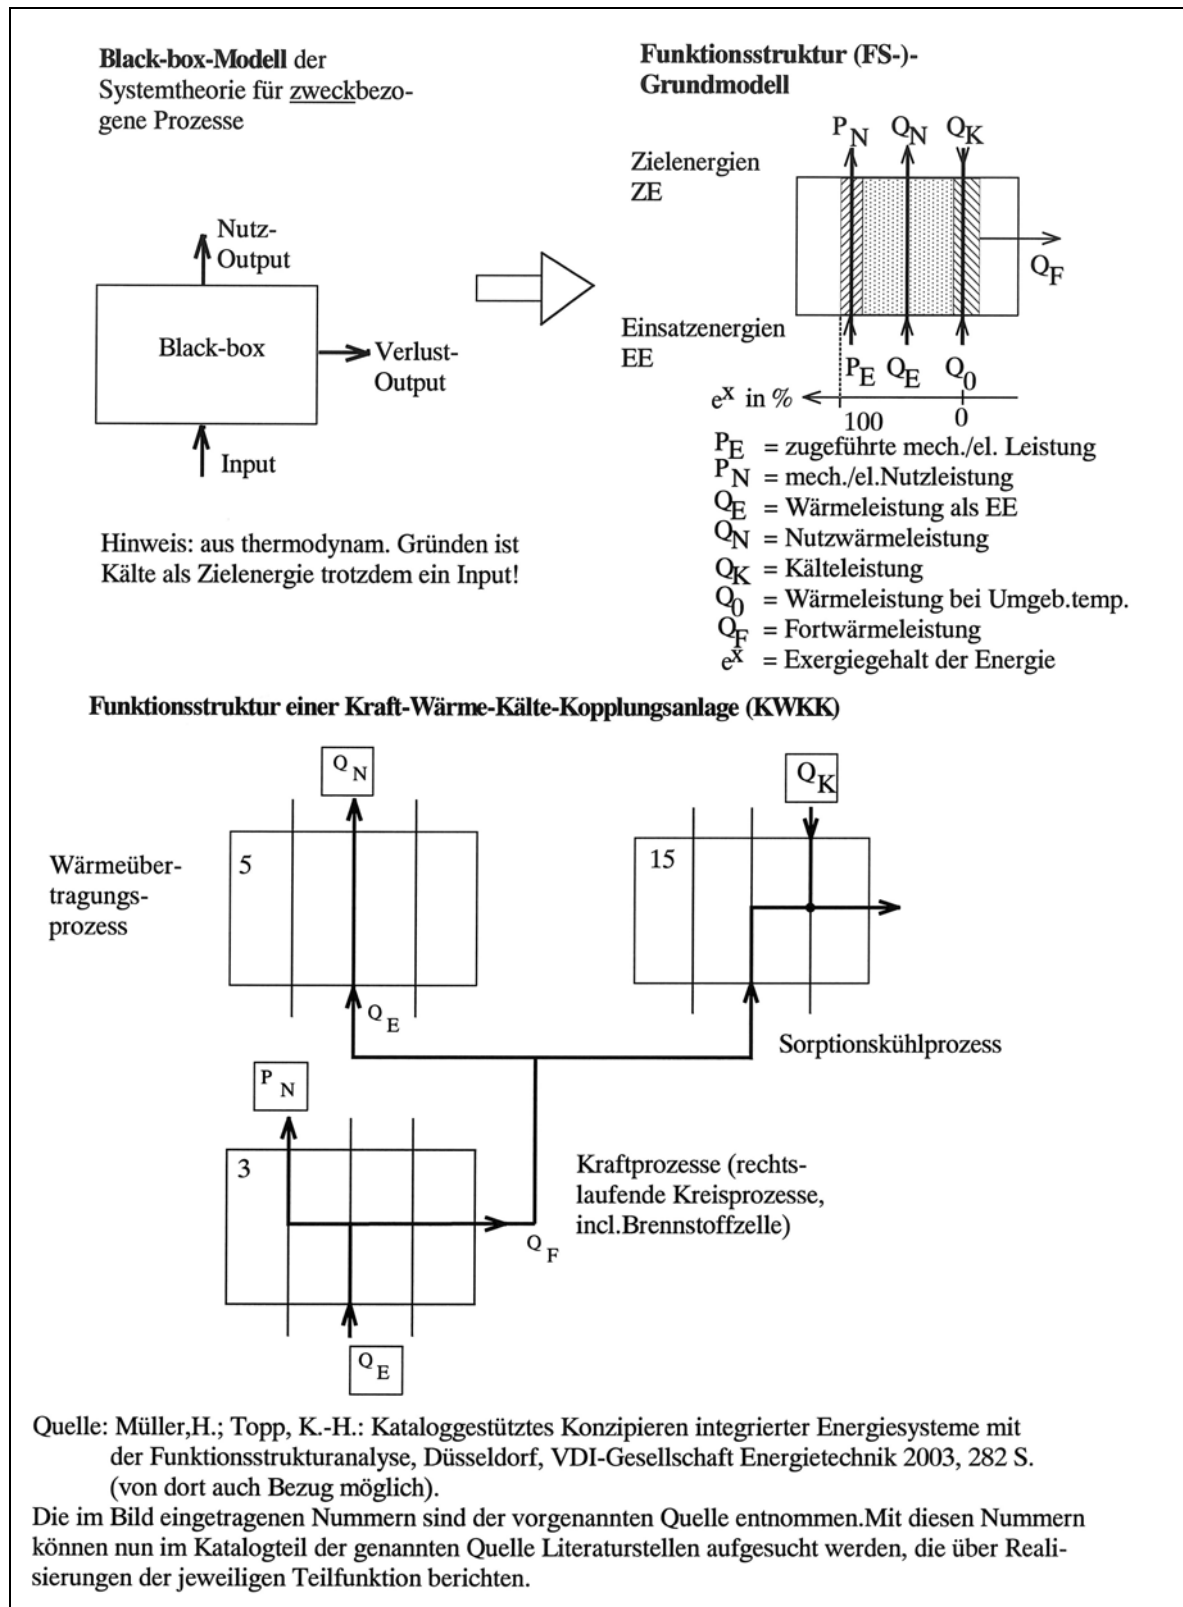 Black-box-Modell der
Systemtheorie für zweckbezo-
gene Prozesse
Nutz-
Output
Black-box
Verlust-
Output
Input
Hinweis: aus thermodynam. Gründen ist
Kälte als Zielenergie trotzdem ein Input!
Funktionsstruktur (FS-)-
Grundmodell
P N Q N Q K
Zielenergien
ZE
Q F
Einsatzenergien
EE
P E Q E Q 0
e x in %
100 0
P E = zugeführte mech./el. Leistung
P N = mech./el.Nutzleistung
Q E = Wärmeleistung als EE
Q N = Nutzwärmeleistung
Q K = Kälteleistung
Q 0 = Wärmeleistung bei Umgeb.temp.
Q F = Fortwärmeleistung
e x = Exergiegehalt der Energie
Funktionsstruktur einer Kraft-Wärme-Kälte-Kopplungsanlage (KWKK)
Q N
Q K
Wärmeüber-
tragungs-
prozess
5
15
Q E
Sorptionskühlprozess
P N
3
Kraftprozesse (rechts-
laufende Kreisprozesse,
incl.Brennstoffzelle)
Q F
Q E
Quelle: Müller,H.; Topp, K.-H.: Kataloggestütztes Konzipieren integrierter Energiesysteme mit
der Funktionsstrukturanalyse, Düsseldorf, VDI-Gesellschaft Energietechnik 2003, 282 S.
(von dort auch Bezug möglich).
Die im Bild eingetragenen Nummern sind der vorgenannten Quelle entnommen.Mit diesen Nummern
können nun im Katalogteil der genannten Quelle Literaturstellen aufgesucht werden, die über Reali-
sierungen der jeweiligen Teilfunktion berichten.